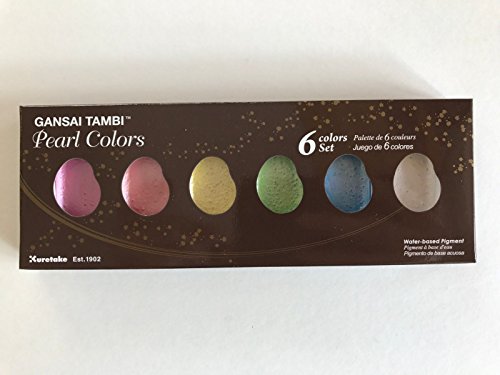 GANSAI TAMBI™
Pearl Colors
6 colors Set
Palette de 6 couleurs
Juego de 6 colores
Water-based Pigment
Pigment à base d'eau
Pigmento de base acuosa
Kuretake Est.1902